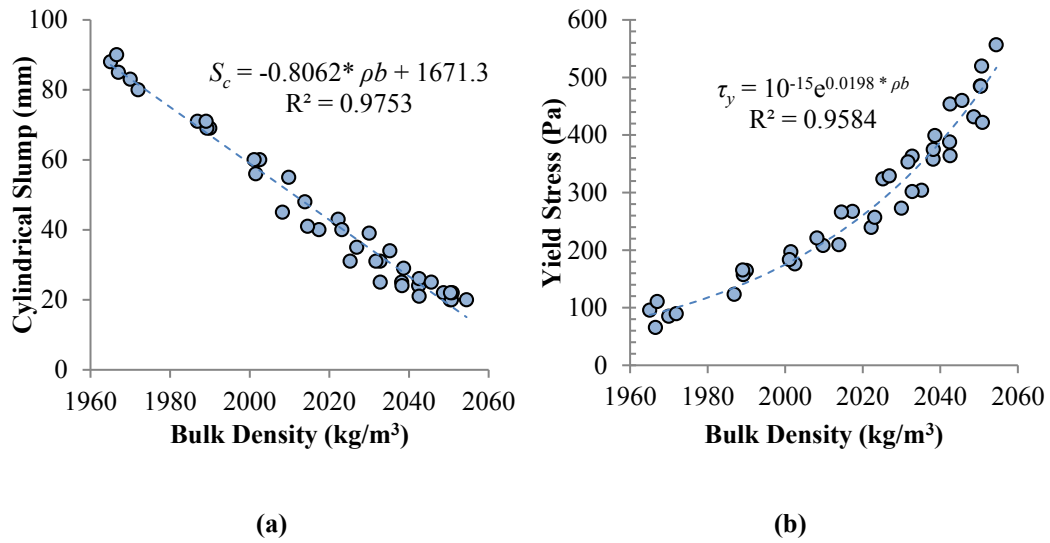 100
80
60
40
20
0
1960 1980 2000 2020 2040 2060
Cylindrical Slump (mm)
Bulk Density (kg/m³)
S_c = -0.8062* ρb + 1671.3
R² = 0.9753
(a)
600
500
400
300
200
100
0
1960 1980 2000 2020 2040 2060
Yield Stress (Pa)
Bulk Density (kg/m³)
τ_y = 10^-15e^0.0198 * ρb
R² = 0.9584
(b)